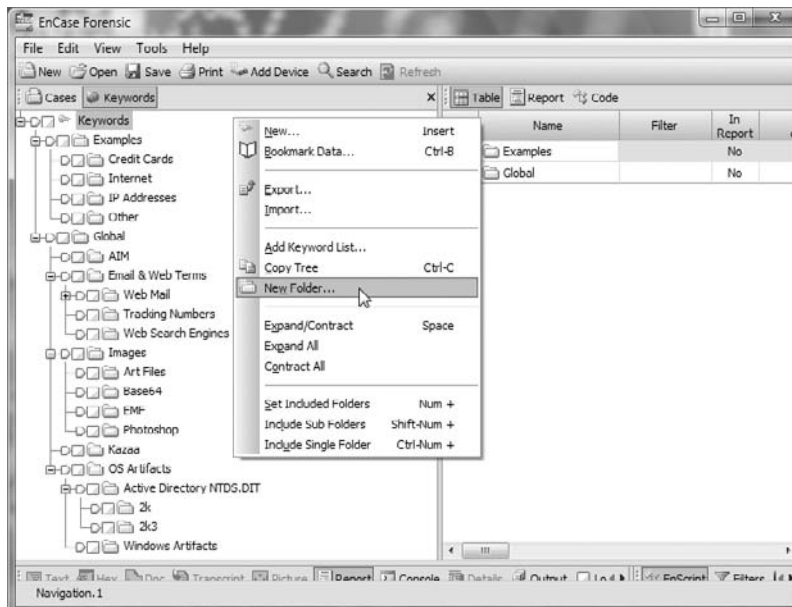 EnCase Forensic
File Edit View Tools Help
New Open Save Print Add Device Search Refresh
Cases Keywords
Table Report Code
Keywords
Examples
Credit Cards
Internet
IP Addresses
Other
Global
AIM
Email & Web Terms
Web Mail
Tracking Numbers
Web Search Engines
Images
Art Files
Base64
EMF
Photoshop
Kazaa
OS Artifacts
Active Directory NTDS.DIT
2k
2k3
Windows Artifacts
New... Insert
Bookmark Data... Ctrl-B
Export...
Import...
Add Keyword List...
Copy Tree Ctrl-C
New Folder...
Expand/Contract Space
Expand All
Contract All
Set Included Folders Num +
Include Sub Folders Shift-Num +
Include Single Folder Ctrl-Num +
Name Filter In Report
Examples No
Global No
Text Hex Doc Transcript Picture Report Console Details Output EnScript Filters
Navigation.1